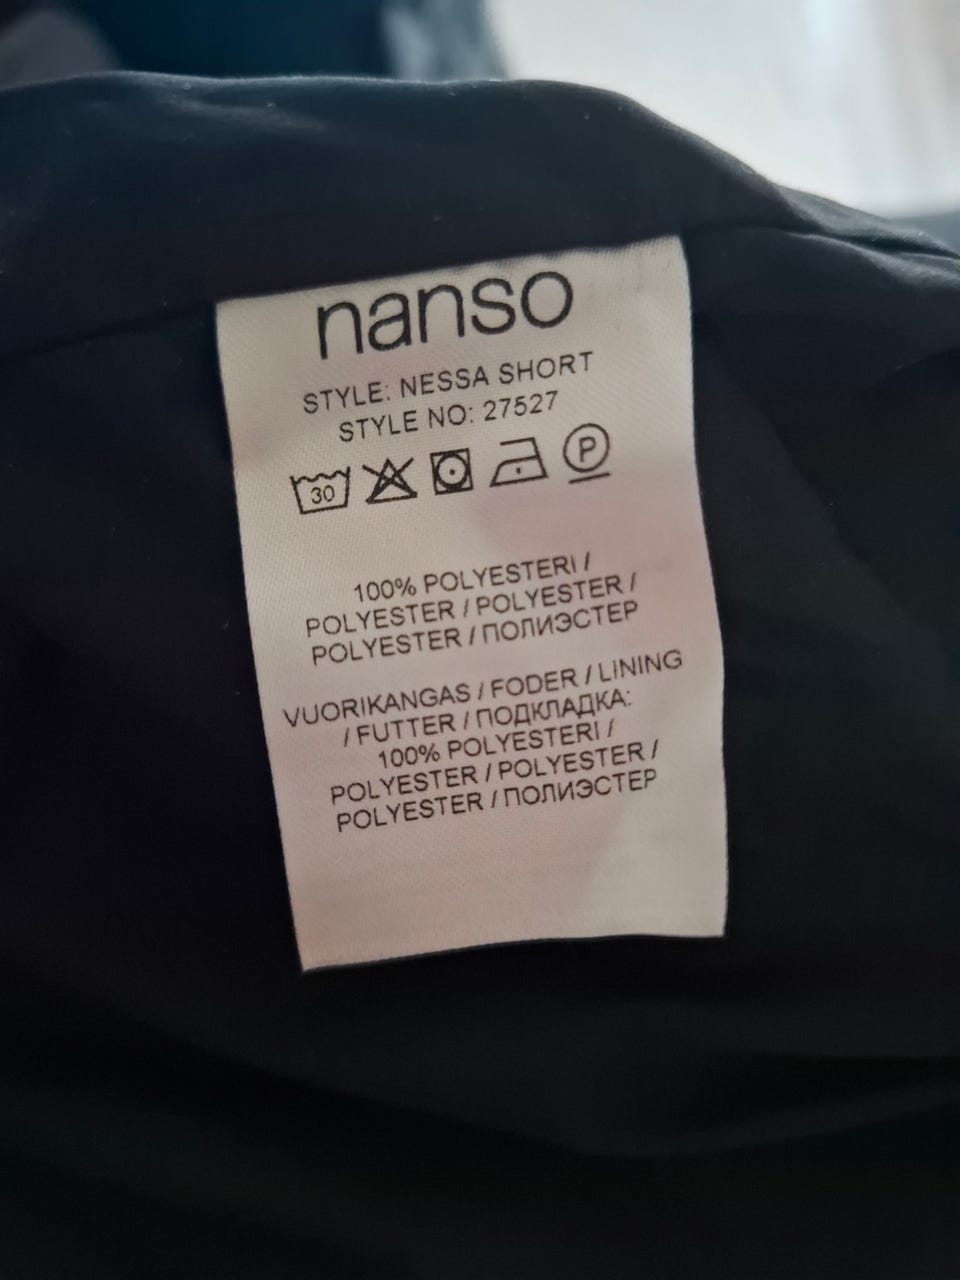 nanso
STYLE: NESSA SHORT
STYLE NO: 27527
30 P
100% POLYESTERI /
POLYESTER / POLYESTER /
POLYESTER / ПОЛИЭСТЕР
VUORIKANGAS / FODER / LINING
/ FUTTER / ПОДКЛАДКА:
100% POLYESTERI /
POLYESTER / POLYESTER /
POLYESTER / ПОЛИЭСТЕР